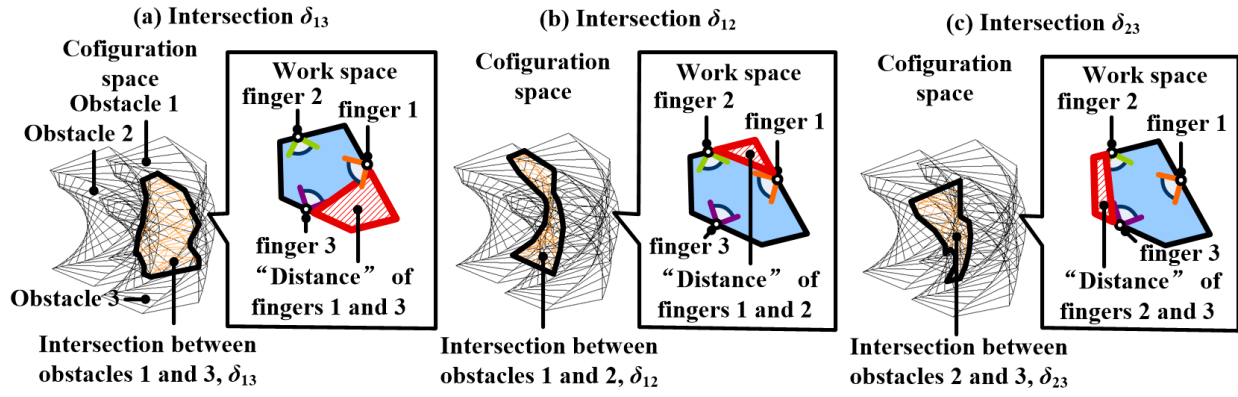 (a) Intersection δ13
Cofiguration
space
Obstacle 1
Obstacle 2
Obstacle 3
Work space
finger 2
finger 1
finger 3
“Distance” of
fingers 1 and 3
Intersection between
obstacles 1 and 3, δ13
(b) Intersection δ12
Cofiguration
space
Work space
finger 2
finger 1
finger 3
“Distance” of
fingers 1 and 2
Intersection between
obstacles 1 and 2, δ12
(c) Intersection δ23
Cofiguration
space
Work space
finger 2
finger 1
finger 3
“Distance” of
fingers 2 and 3
Intersection between
obstacles 2 and 3, δ23